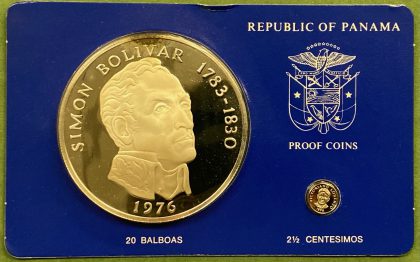 REPUBLIC OF PANAMA
SIMON BOLIVAR 1783-1830
1976
PROOF COINS
20 BALBOAS
2½ CENTESIMOS